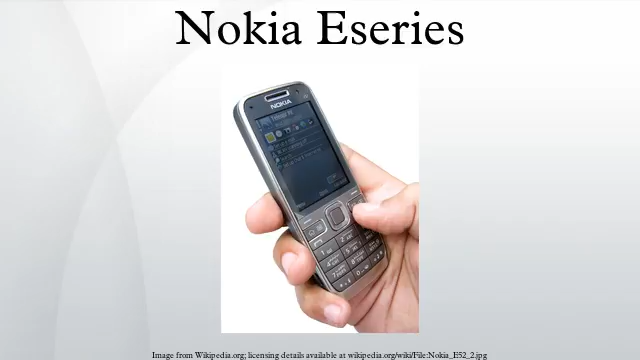 Nokia Eseries
NOKIA
Image from Wikipedia.org; licensing details available at wikipedia.org/wiki/File:Nokia_E52_2.jpg